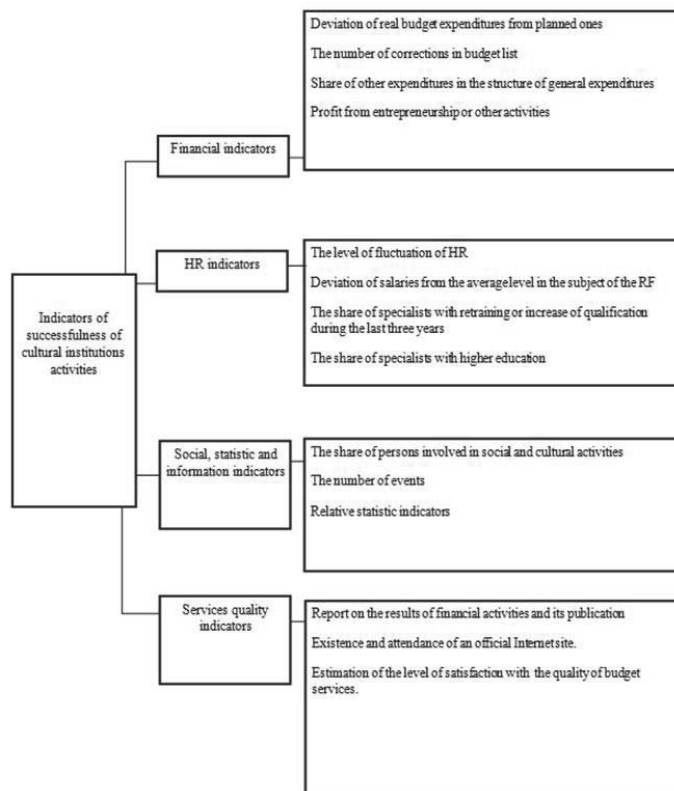 Indicators of
successfulness of
cultural institutions
activities
Financial indicators
Deviation of real budget expenditures from planned ones
The number of corrections in budget list
Share of other expenditures in the structure of general expenditures
Profit from entrepreneurship or other activities
HR indicators
The level of fluctuation of HR
Deviation of salaries from the average level in the subject of the RF
The share of specialists with retraining or increase of qualification
during the last three years
The share of specialists with higher education
Social, statistic and
information indicators
The share of persons involved in social and cultural activities
The number of events
Relative statistic indicators
Services quality
indicators
Report on the results of financial activities and its publication
Existence and attendance of an official Internet site.
Estimation of the level of satisfaction with the quality of budget
services.